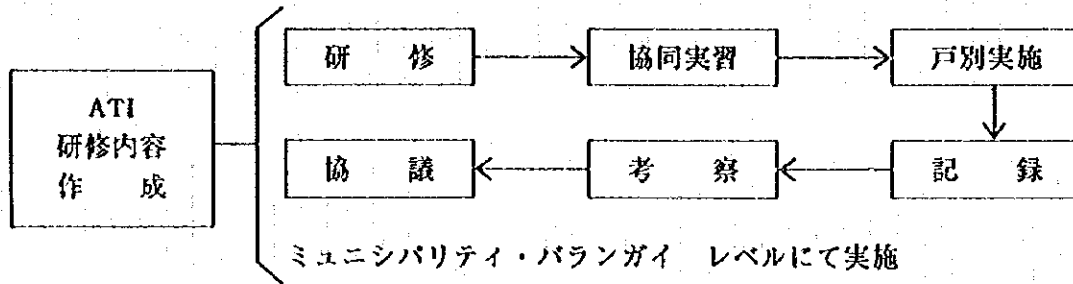 ATI
研修内容
作　成
研　修
協同実習
戸別実施
記　録
考　察
協　議
ミュニシパリティ・バランガイ　レベルにて実施